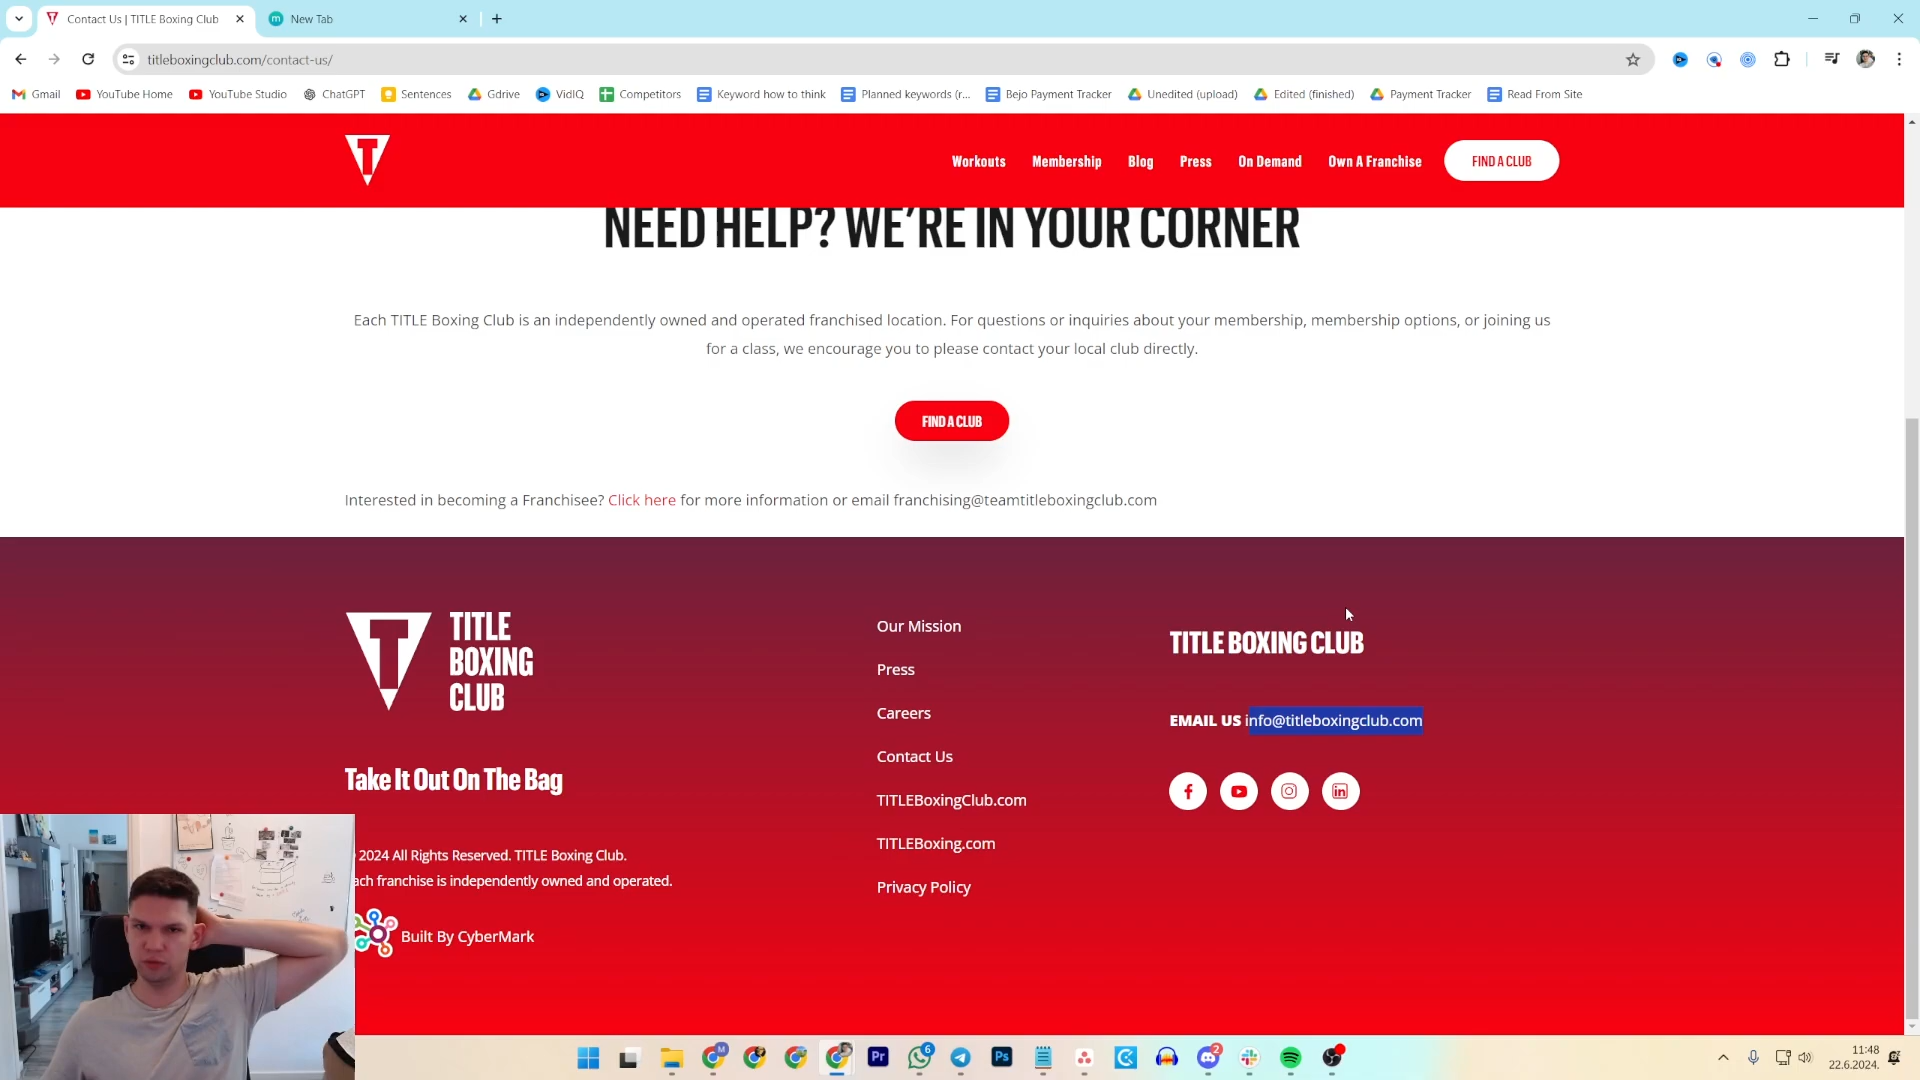 Contact Us | TITLE Boxing Club
New Tab
titleboxingclub.com/contact-us/
Gmail
YouTube Home
YouTube Studio
ChatGPT
Sentences
Gdrive
VidIQ
Competitors
Keyword how to think
Planned keywords (r...
Bejo Payment Tracker
Unedited (upload)
Edited (finished)
Payment Tracker
Read From Site
T
Workouts
Membership
Blog
Press
On Demand
Own A Franchise
FIND A CLUB
NEED HELP? WE'RE IN YOUR CORNER
Each TITLE Boxing Club is an independently owned and operated franchised location. For questions or inquiries about your membership, membership options, or joining us
for a class, we encourage you to please contact your local club directly.
FIND A CLUB
Interested in becoming a Franchisee? Click here for more information or email franchising@teamtitleboxingclub.com
T
TITLE
BOXING
CLUB
Take It Out On The Bag
2024 All Rights Reserved. TITLE Boxing Club.
ach franchise is independently owned and operated.
Built By CyberMark
Our Mission
Press
Careers
Contact Us
TITLEBoxingClub.com
TITLEBoxing.com
Privacy Policy
TITLE BOXING CLUB
EMAIL US info@titleboxingclub.com
11:48
22.6.2024.